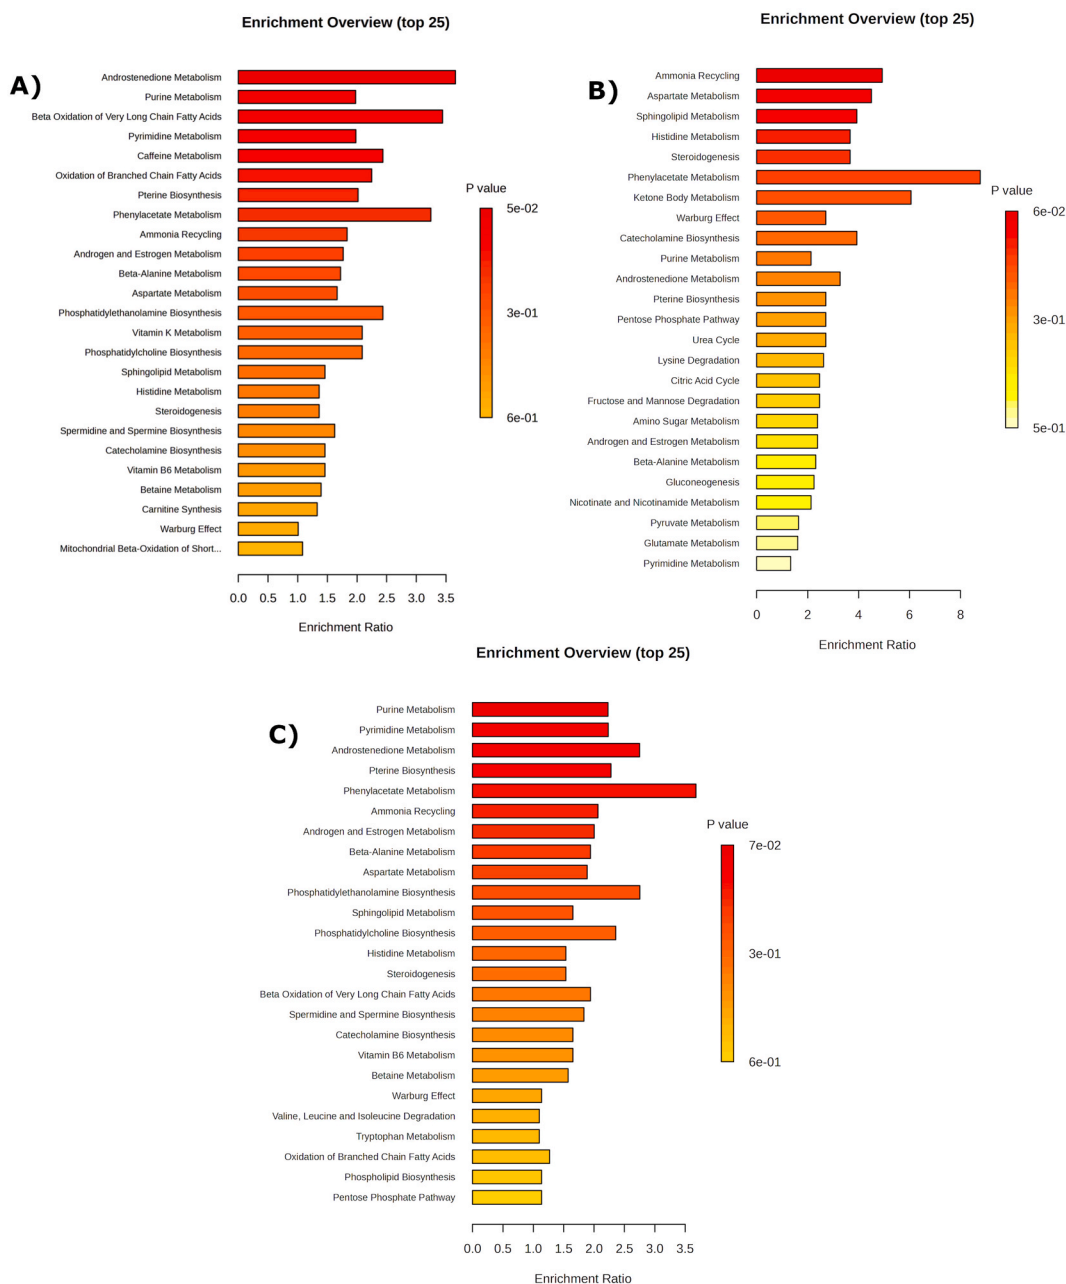 Enrichment Overview (top 25)
A)
Androstenedione Metabolism
Purine Metabolism
Beta Oxidation of Very Long Chain Fatty Acids
Pyrimidine Metabolism
Caffeine Metabolism
Oxidation of Branched Chain Fatty Acids
Pterine Biosynthesis
Phenylacetate Metabolism
Ammonia Recycling
Androgen and Estrogen Metabolism
Beta-Alanine Metabolism
Aspartate Metabolism
Phosphatidylethanolamine Biosynthesis
Vitamin K Metabolism
Phosphatidylcholine Biosynthesis
Sphingolipid Metabolism
Histidine Metabolism
Steroidogenesis
Spermidine and Spermine Biosynthesis
Catecholamine Biosynthesis
Vitamin B6 Metabolism
Betaine Metabolism
Carnitine Synthesis
Warburg Effect
Mitochondrial Beta-Oxidation of Short...
0.0 0.5 1.0 1.5 2.0 2.5 3.0 3.5
Enrichment Ratio
P value
5e-02
3e-01
6e-01
Enrichment Overview (top 25)
B)
Ammonia Recycling
Aspartate Metabolism
Sphingolipid Metabolism
Histidine Metabolism
Steroidogenesis
Phenylacetate Metabolism
Ketone Body Metabolism
Warburg Effect
Catecholamine Biosynthesis
Purine Metabolism
Androstenedione Metabolism
Pterine Biosynthesis
Pentose Phosphate Pathway
Urea Cycle
Lysine Degradation
Citric Acid Cycle
Fructose and Mannose Degradation
Amino Sugar Metabolism
Androgen and Estrogen Metabolism
Beta-Alanine Metabolism
Gluconeogenesis
Nicotinate and Nicotinamide Metabolism
Pyruvate Metabolism
Glutamate Metabolism
Pyrimidine Metabolism
0 2 4 6 8
Enrichment Ratio
P value
6e-02
3e-01
5e-01
Enrichment Overview (top 25)
C)
Purine Metabolism
Pyrimidine Metabolism
Androstenedione Metabolism
Pterine Biosynthesis
Phenylacetate Metabolism
Ammonia Recycling
Androgen and Estrogen Metabolism
Beta-Alanine Metabolism
Aspartate Metabolism
Phosphatidylethanolamine Biosynthesis
Sphingolipid Metabolism
Phosphatidylcholine Biosynthesis
Histidine Metabolism
Steroidogenesis
Beta Oxidation of Very Long Chain Fatty Acids
Spermidine and Spermine Biosynthesis
Catecholamine Biosynthesis
Vitamin B6 Metabolism
Betaine Metabolism
Warburg Effect
Valine, Leucine and Isoleucine Degradation
Tryptophan Metabolism
Oxidation of Branched Chain Fatty Acids
Phospholipid Biosynthesis
Pentose Phosphate Pathway
0.0 0.5 1.0 1.5 2.0 2.5 3.0 3.5
Enrichment Ratio
P value
7e-02
3e-01
6e-01